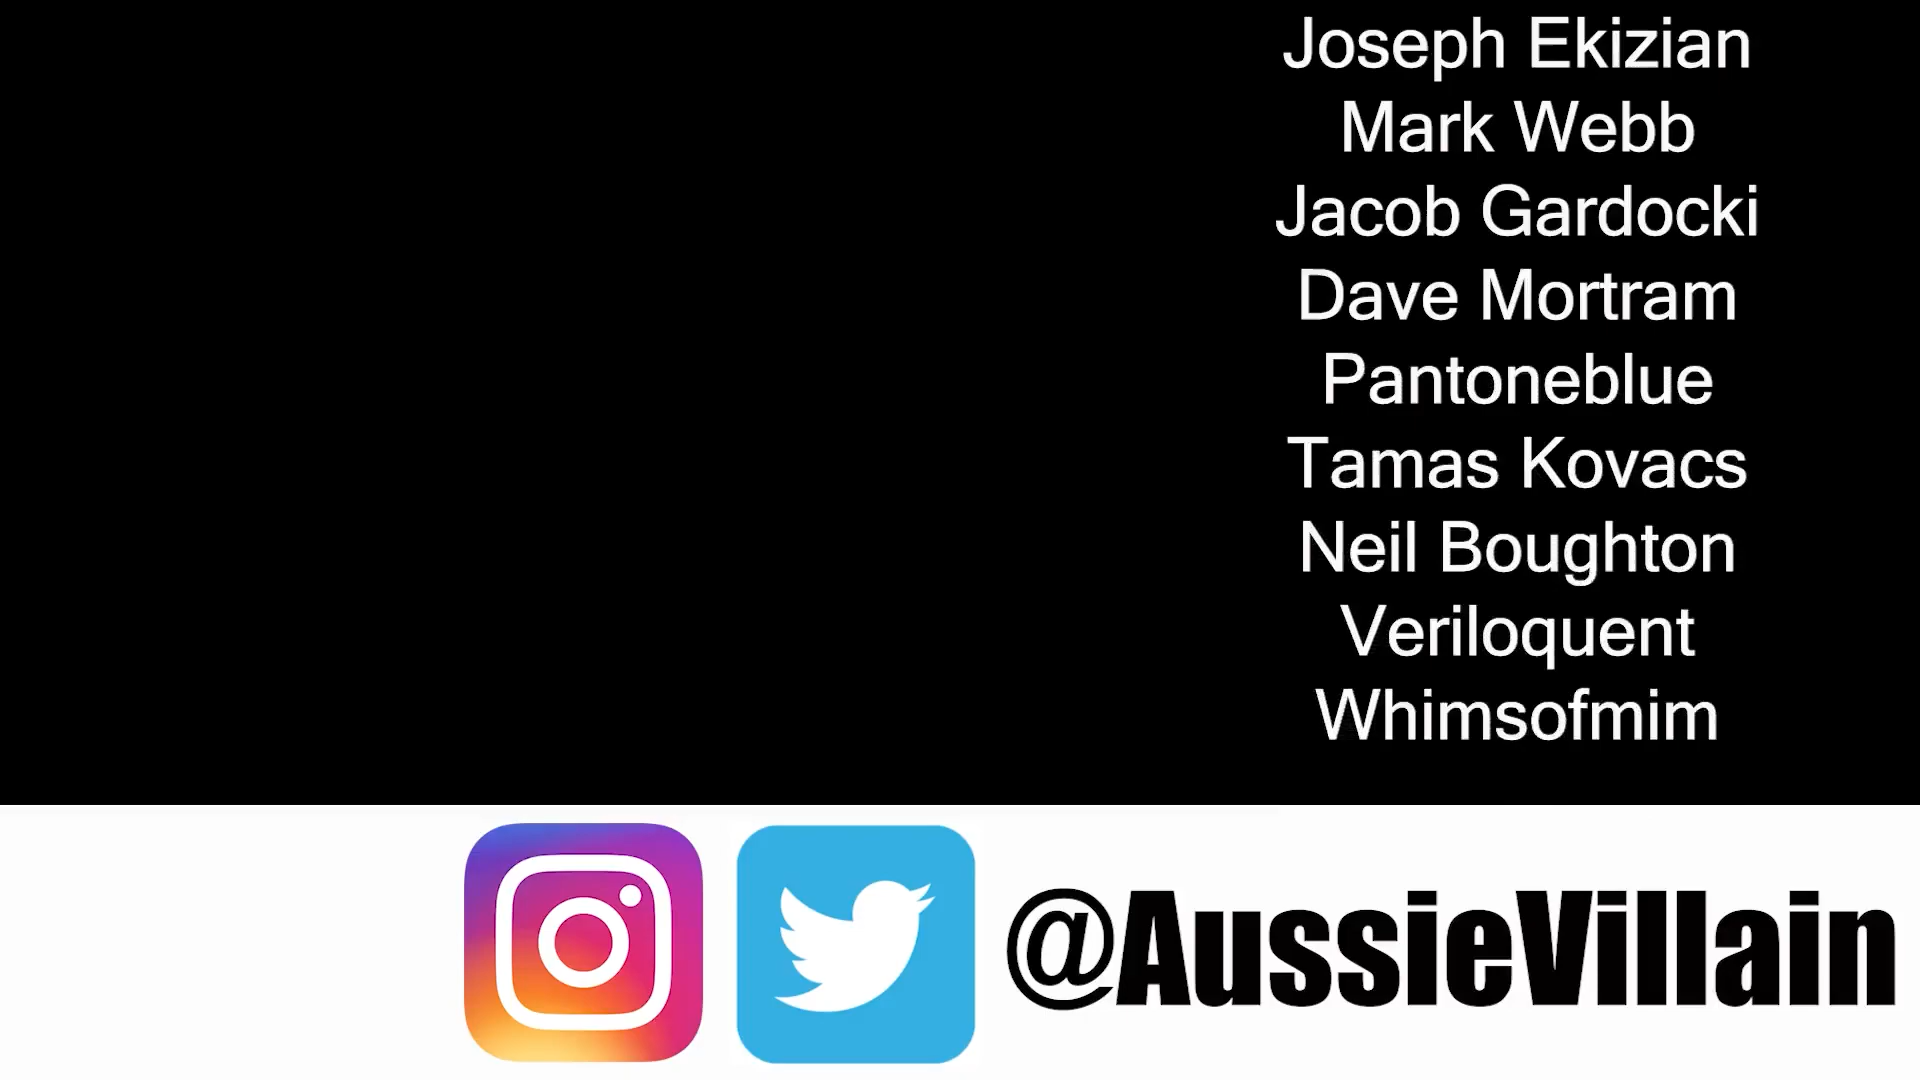 Joseph Ekizian
Mark Webb
Jacob Gardocki
Dave Mortram
Pantoneblue
Tamas Kovacs
Neil Boughton
Veriloquent
Whimsofmim
@AussieVillain